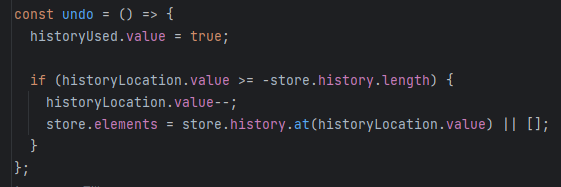 const undo = () => {
  historyUsed.value = true;

  if (historyLocation.value >= -store.history.length) {
    historyLocation.value--;
    store.elements = store.history.at(historyLocation.value) || [];
  }
};